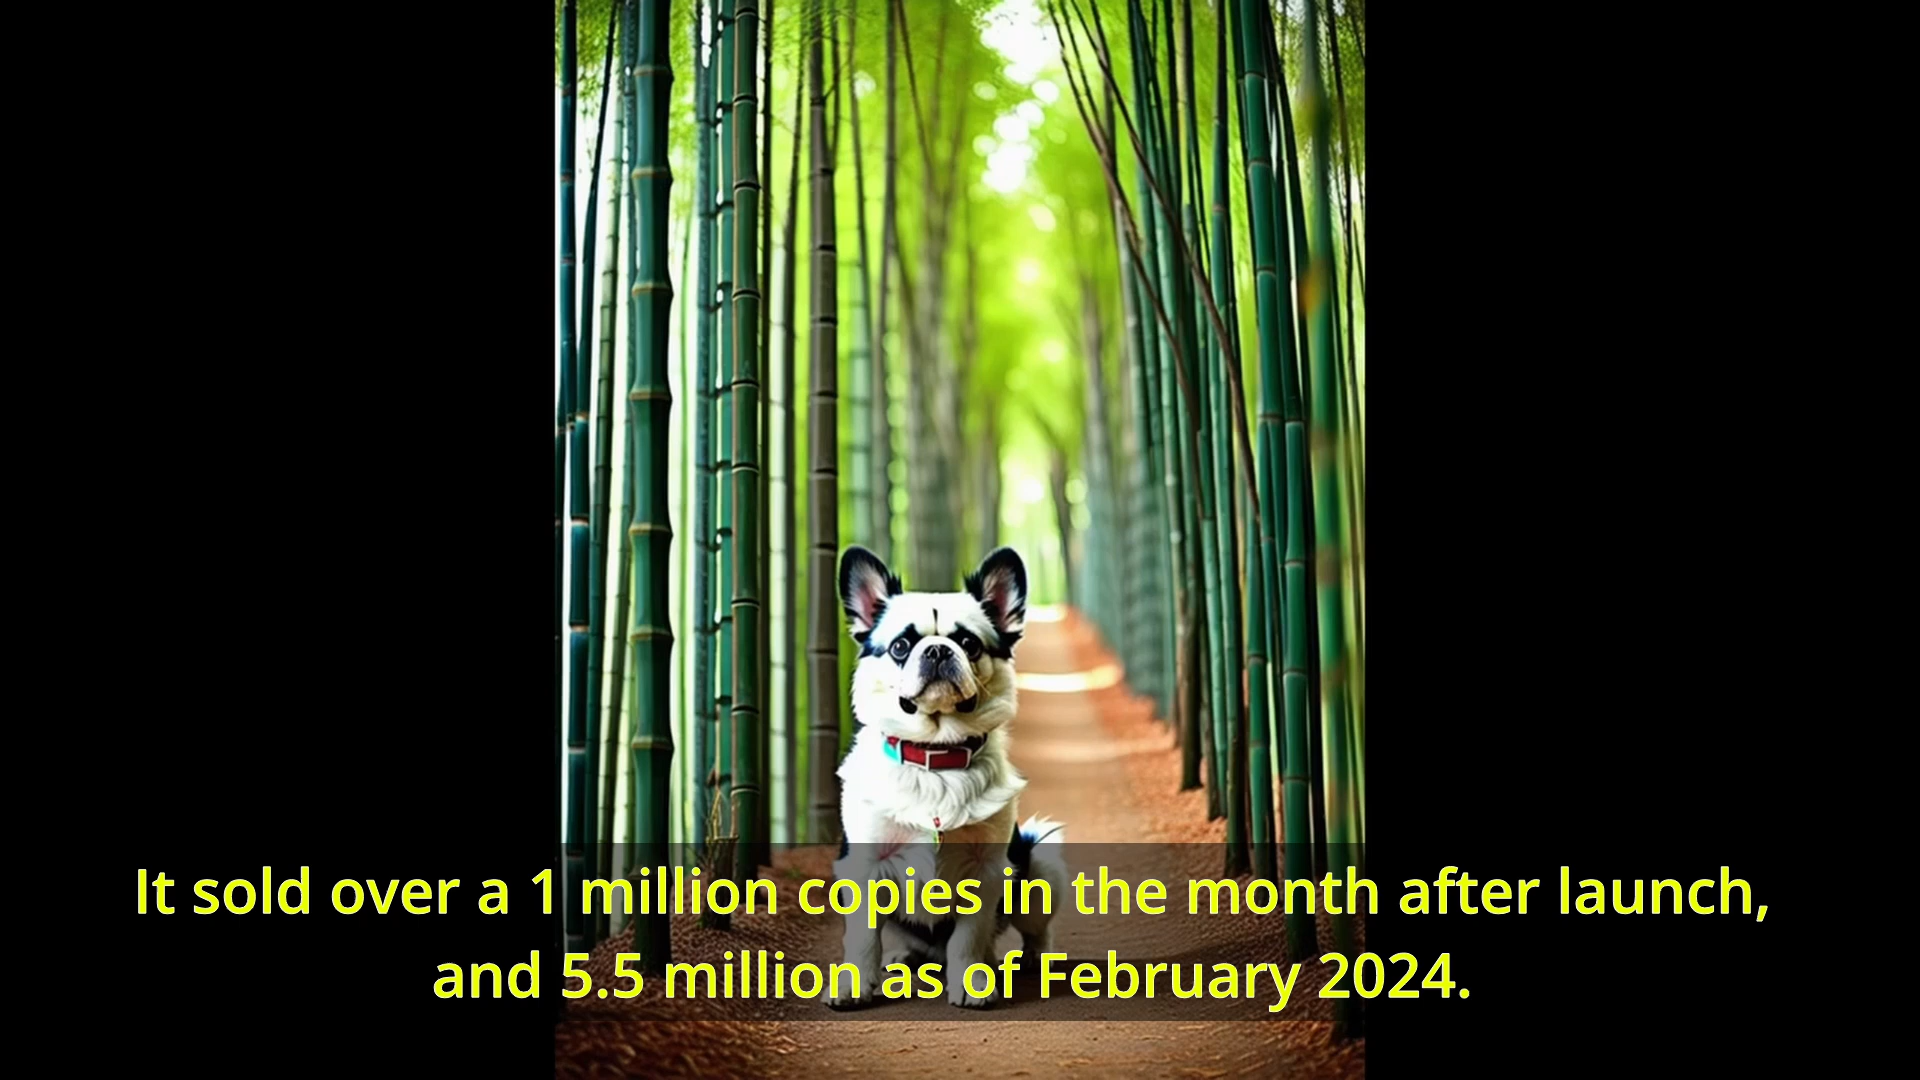 It sold over a 1 million copies in the month after launch,
and 5.5 million as of February 2024.